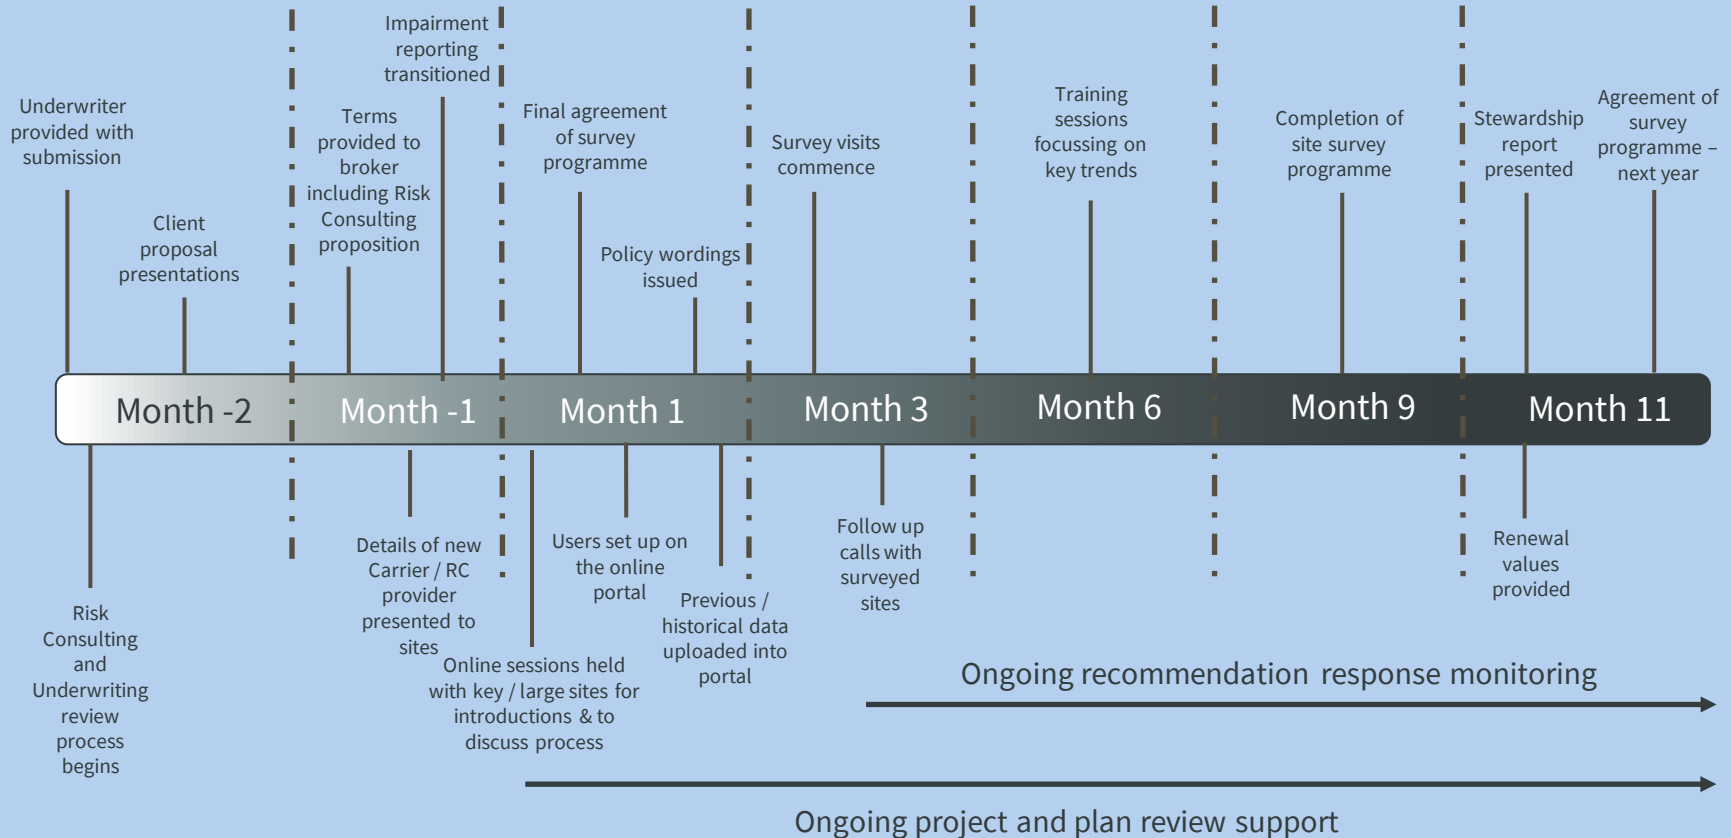 Underwriter
provided with
submission
Client
proposal
presentations
Terms
provided to
broker
including Risk
Consulting
proposition
Impairment
reporting
transitioned
Final agreement
of survey
programme
Policy wordings
issued
Survey visits
commence
Training
sessions
focussing on
key trends
Completion of
site survey
programme
Stewardship
report
presented
Agreement of
survey
programme –
next year
Month -2
Month -1
Month 1
Month 3
Month 6
Month 9
Month 11
Risk
Consulting
and
Underwriting
review
process
begins
Details of new
Carrier / RC
provider
presented to
sites
Online sessions held
with key / large sites for
introductions & to
discuss process
Users set up on
the online
portal
Previous /
historical data
uploaded into
portal
Follow up
calls with
surveyed
sites
Renewal
values
provided
Ongoing recommendation response monitoring
Ongoing project and plan review support